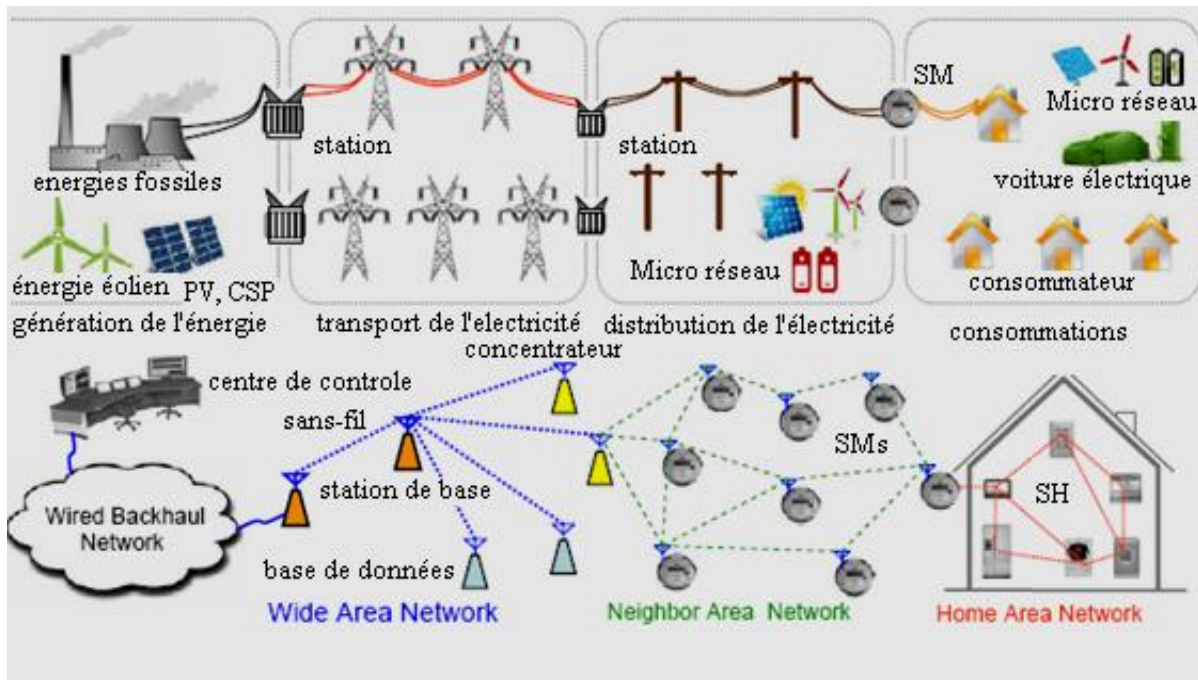 SM
Micro réseau
station
station
energies fossiles
voiture électrique
énergie éolien
PV, CSP
Micro réseau
consommateur
génération de l'énergie
transport de l'electricité
distribution de l'électricité
consommations
concentrateur
centre de controle
sans-fil
SMs
station de base
SH
Wired Backhaul
Network
base de données
Wide Area Network
Neighbor Area Network
Home Area Network